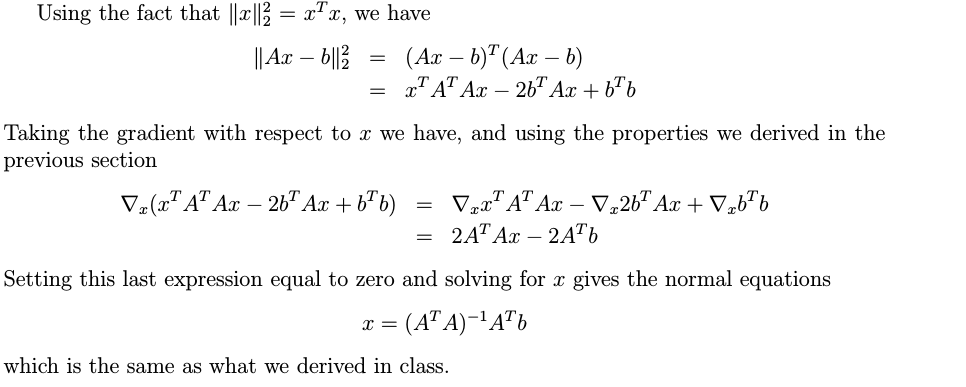 Using the fact that ‖x‖₂² = xᵀx, we have
‖Ax − b‖₂² = (Ax − b)ᵀ(Ax − b)
= xᵀAᵀAx − 2bᵀAx + bᵀb
Taking the gradient with respect to x we have, and using the properties we derived in the
previous section
∇ₓ(xᵀAᵀAx − 2bᵀAx + bᵀb) = ∇ₓxᵀAᵀAx − ∇ₓ2bᵀAx + ∇ₓbᵀb
= 2AᵀAx − 2Aᵀb
Setting this last expression equal to zero and solving for x gives the normal equations
x = (AᵀA)⁻¹Aᵀb
which is the same as what we derived in class.